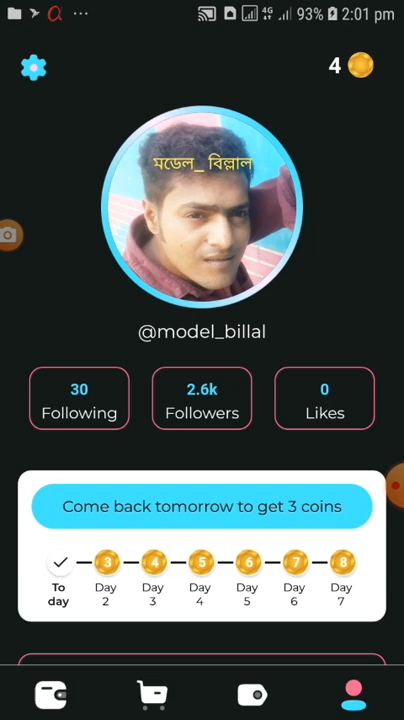 4G 93% 2:01 pm
4
মডেল_ বিল্লাল
@model_billal
30 2.6k 0
Following Followers Likes
Come back tomorrow to get 3 coins
3 4 5 6 7 8
To day Day 2 Day 3 Day 4 Day 5 Day 6 Day 7